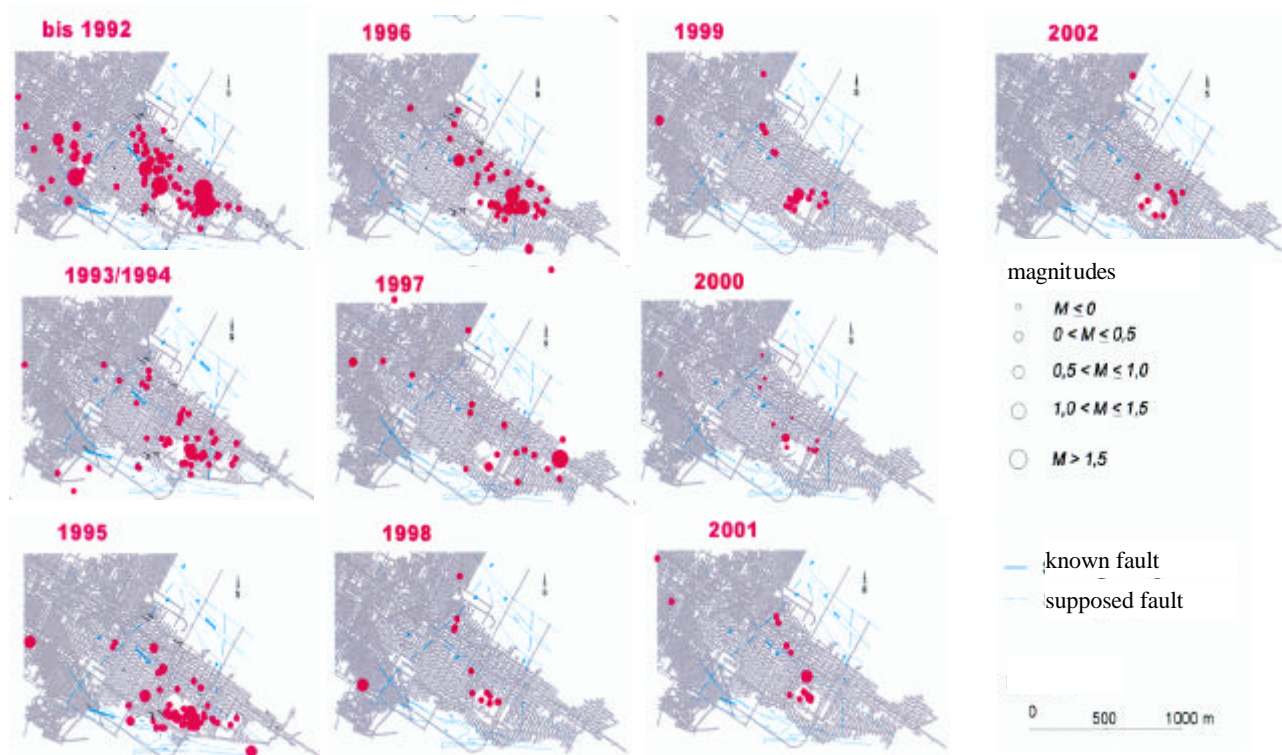 bis 1992
1996
1999
2002
1993/1994
1997
2000
1995
1998
2001
magnitudes
M ≤ 0
0 < M ≤ 0,5
0,5 < M ≤ 1,0
1,0 < M ≤ 1,5
M > 1,5
known fault
supposed fault
0 500 1000 m